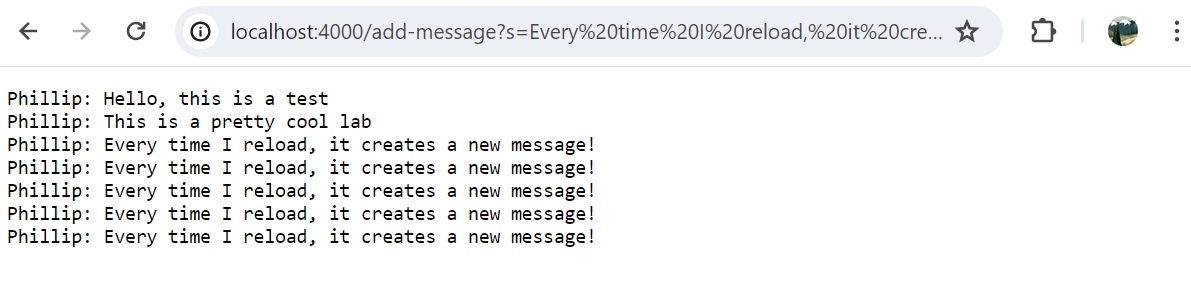 localhost:4000/add-message?s=Every%20time%20I%20reload,%20it%20cre...
Phillip: Hello, this is a test
Phillip: This is a pretty cool lab
Phillip: Every time I reload, it creates a new message!
Phillip: Every time I reload, it creates a new message!
Phillip: Every time I reload, it creates a new message!
Phillip: Every time I reload, it creates a new message!
Phillip: Every time I reload, it creates a new message!